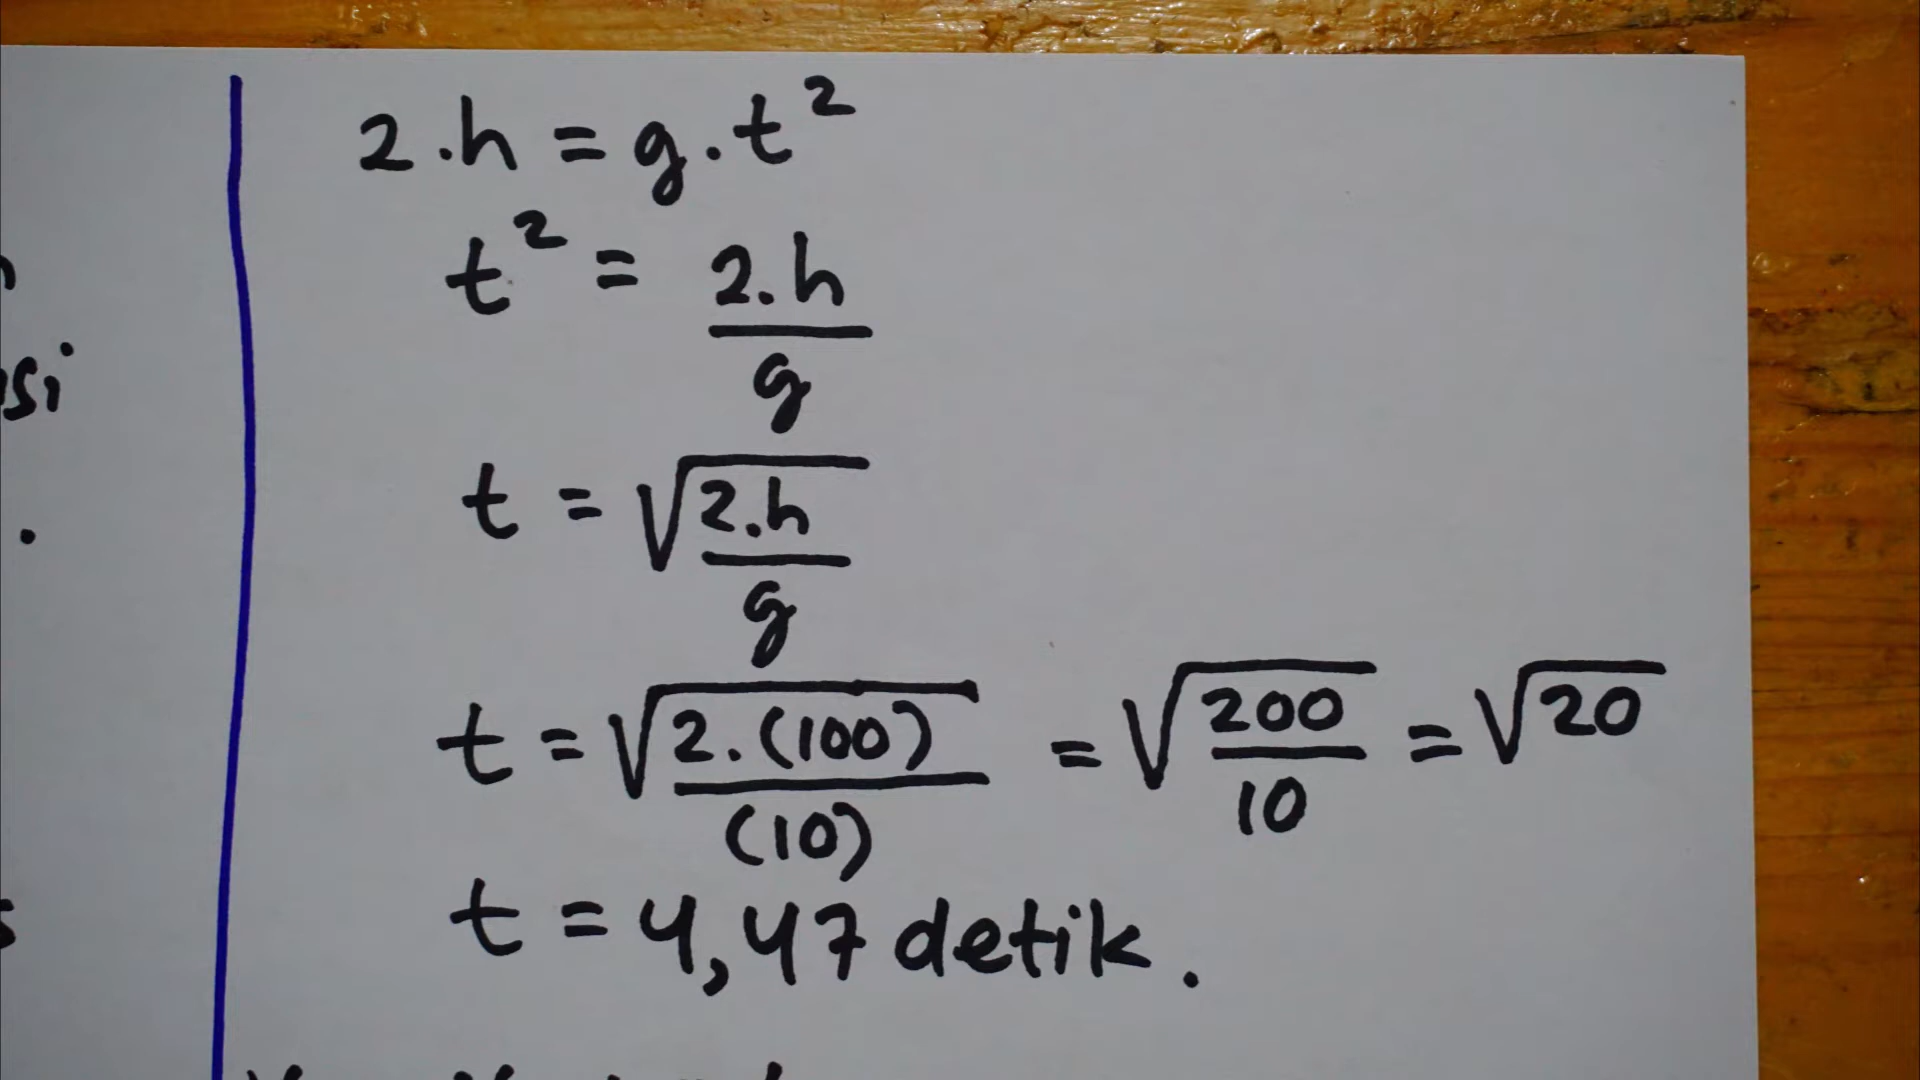 2.h = g.t²
t² = 2.h/g
t = √(2.h/g)
t = √(2.(100)/(10)) = √(200/10) = √20
t = 4,47 detik.